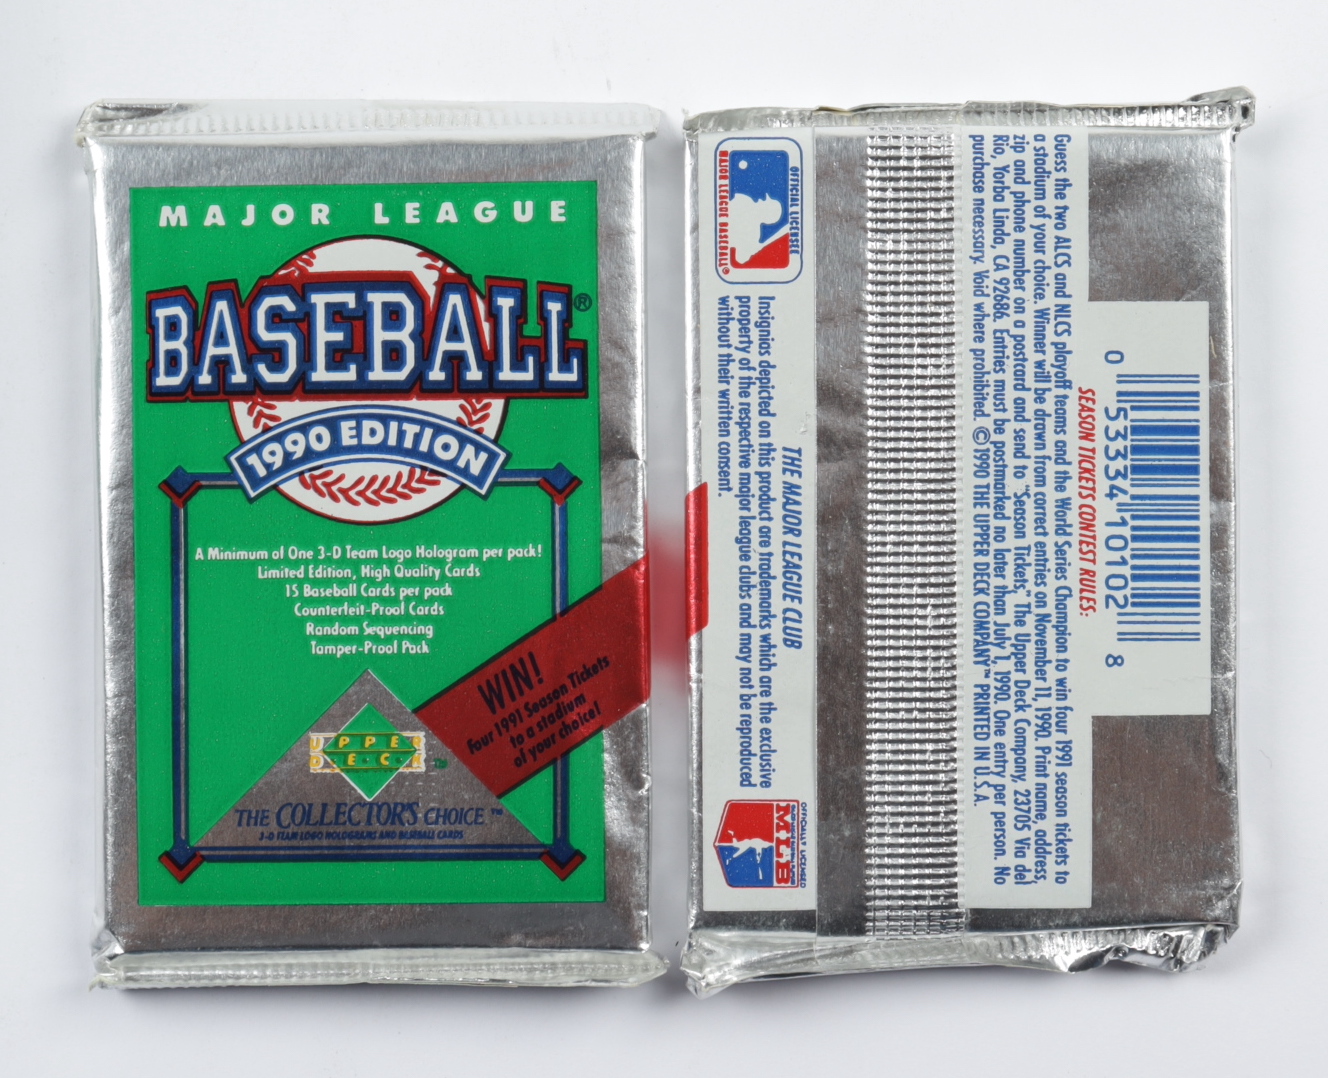 MAJOR LEAGUE
BASEBALL®
1990 EDITION
A Minimum of One 3-D Team Logo Hologram per pack!
Limited Edition, High Quality Cards
15 Baseball Cards per pack
Counterfeit-Proof Cards
Random Sequencing
Tamper-Proof Pack
WIN!
Four 1991 Season Tickets
to a stadium
of your choice!
UPPER
DECK™
THE COLLECTOR'S CHOICE™
3-D TEAM LOGO HOLOGRAMS AND BASEBALL CARDS
0 53334 10102 8
SEASON TICKETS CONTEST RULES:
Guess the two ALCS and NLCS playoff teams and the World Series Champion to win four 1991 season tickets to
a stadium of your choice. Winner will be drawn from correct entries on November 11, 1990. Print name, address,
zip and phone number on a postcard and send to "Season Tickets," The Upper Deck Company, 23705 Via del
Rio, Yorba Linda, CA 92686. Entries must be postmarked no later than July 1, 1990. One entry per person. No
purchase necessary. Void where prohibited. ©1990 THE UPPER DECK COMPANY™ PRINTED IN U.S.A.
OFFICIAL LICENSEE
MAJOR LEAGUE BASEBALL®
THE MAJOR LEAGUE CLUB
Insignias depicted on this product are trademarks which are the exclusive
property of the respective major league clubs and may not be reproduced
without their written consent.
OFFICIALLY LICENSED
MLB